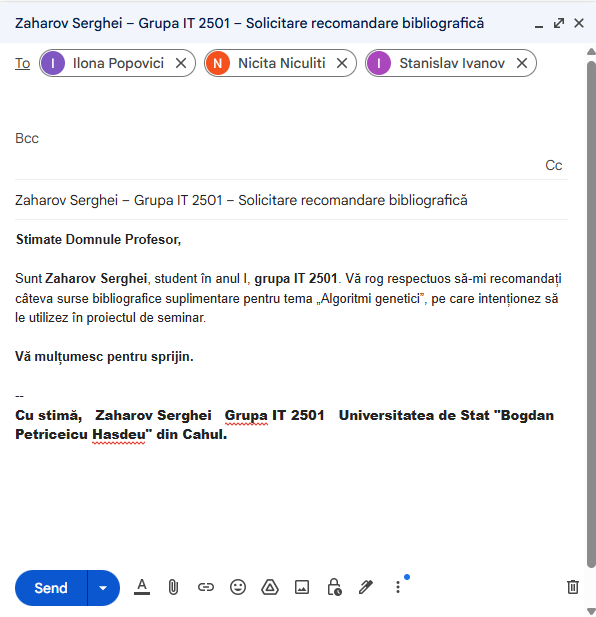 Zaharov Serghei – Grupa IT 2501 – Solicitare recomandare bibliografică
To I Ilona Popovici N Nicita Niculiti I Stanislav Ivanov
Bcc
Cc
Zaharov Serghei – Grupa IT 2501 – Solicitare recomandare bibliografică
Stimate Domnule Profesor,
Sunt Zaharov Serghei, student în anul I, grupa IT 2501. Vă rog respectuos să-mi recomandați
câteva surse bibliografice suplimentare pentru tema „Algoritmi genetici”, pe care intenționez să
le utilizez în proiectul de seminar.
Vă mulțumesc pentru sprijin.
--
Cu stimă, Zaharov Serghei Grupa IT 2501 Universitatea de Stat "Bogdan
Petriceicu Hasdeu" din Cahul.
Send